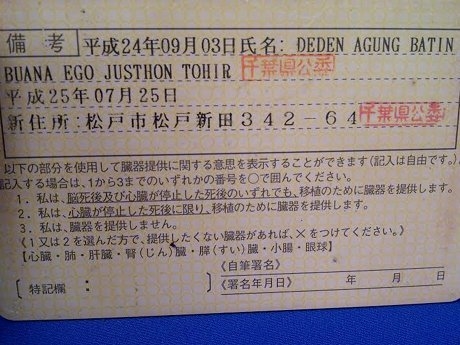 備考 平成24年09月03日氏名: DEDEN AGUNG BATIN
BUANA EGO JUSTHON TOHIR 千葉県公委
平成25年07月25日
新住所:松戸市松戸新田342-64 千葉県公委
以下の部分を使用して臓器提供に関する意思を表示することができます(記入は自由です。)
記入する場合は、1から3までのいずれかの番号を○で囲んでください。
1. 私は、脳死後及び心臓が停止した死後のいずれでも、移植のために臓器を提供します。
2. 私は、心臓が停止した死後に限り、移植のために臓器を提供します。
3. 私は、臓器を提供しません。
《1又は2を選んだ方で、提供したくない臓器があれば、×をつけてください。》
【心臓・肺・肝臓・腎(じん)臓・膵(すい)臓・小腸・眼球】
〔特記欄: 〕
《自筆署名》
《署名年月日》 年 月 日